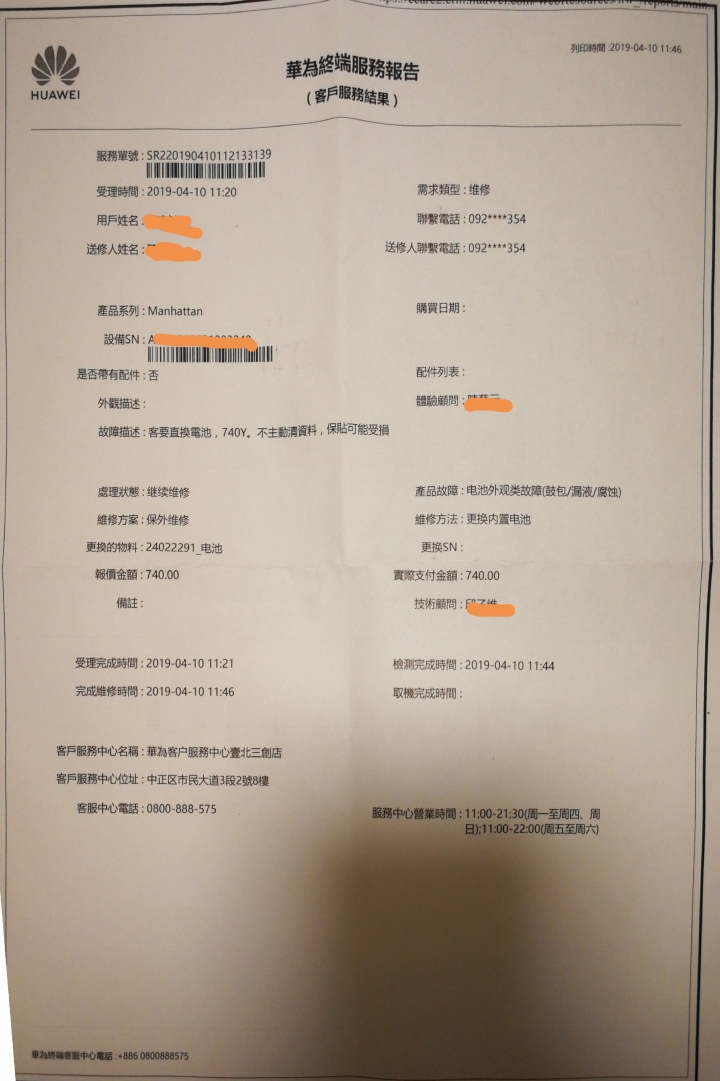 列印時間 :2019-04-10 11:46
HUAWEI
華為終端服務報告
(客戶服務結果)
服務單號 : SR220190410112133139
受理時間 : 2019-04-10 11:20
需求類型 : 维修
用戶姓名 :
聯繫電話 : 092****354
送修人姓名 :
送修人聯繫電話 : 092****354
產品系列 : Manhattan
購買日期 :
設備SN : A
是否帶有配件 : 否
配件列表 :
外觀描述 :
體驗顧問 :
故障描述 : 客要直換電池,740Y。不主動清資料,保貼可能受損
處理狀態 : 继续维修
產品故障 : 电池外观类故障(鼓包/漏液/腐蚀)
維修方案 : 保外维修
維修方法 : 更换内置电池
更換的物料 : 24022291_电池
更換SN :
報價金額 : 740.00
實際支付金額 : 740.00
備註 :
技術顧問 :
受理完成時間 : 2019-04-10 11:21
檢測完成時間 : 2019-04-10 11:44
完成維修時間 : 2019-04-10 11:46
取機完成時間 :
客戶服務中心名稱 : 華為客户服務中心臺北三創店
客戶服務中心位址 : 中正区市民大道3段2號8樓
客服中心電話 : 0800-888-575
服務中心營業時間 : 11:00-21:30(周一至周四、周
日);11:00-22:00(周五至周六)
華為終端客服中心電話 :+886 0800888575